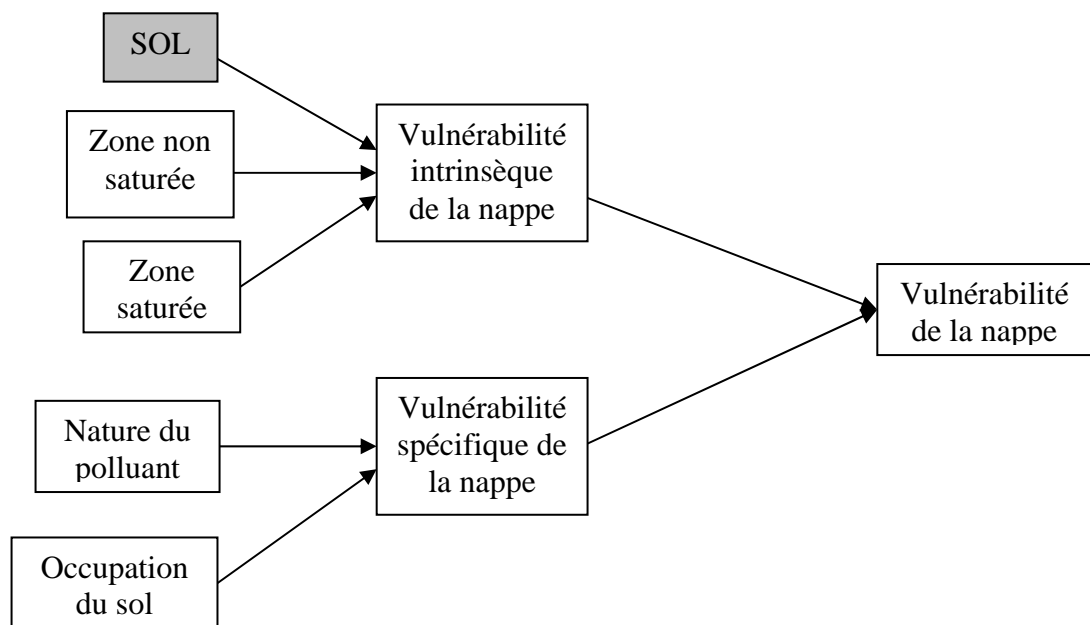 SOL
Zone non
saturée
Zone
saturée
Vulnérabilité
intrinsèque
de la nappe
Nature du
polluant
Occupation
du sol
Vulnérabilité
spécifique de
la nappe
Vulnérabilité
de la nappe